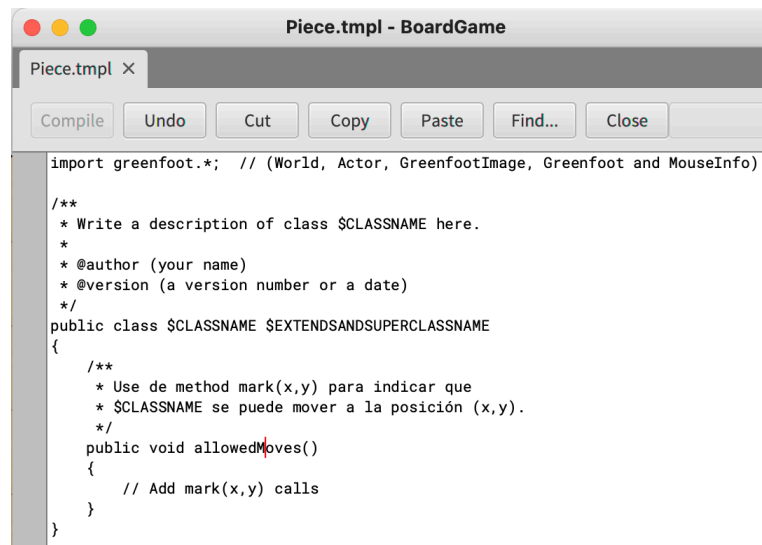 Piece.tmpl - BoardGame
Piece.tmpl ×
Compile Undo Cut Copy Paste Find... Close
import greenfoot.*;  // (World, Actor, GreenfootImage, Greenfoot and MouseInfo)
/**
 * Write a description of class $CLASSNAME here.
 *
 * @author (your name)
 * @version (a version number or a date)
 */
public class $CLASSNAME $EXTENDSANDSUPERCLASSNAME
{
    /**
     * Use de method mark(x,y) para indicar que
     * $CLASSNAME se puede mover a la posición (x,y).
     */
    public void allowedMoves()
    {
        // Add mark(x,y) calls
    }
}